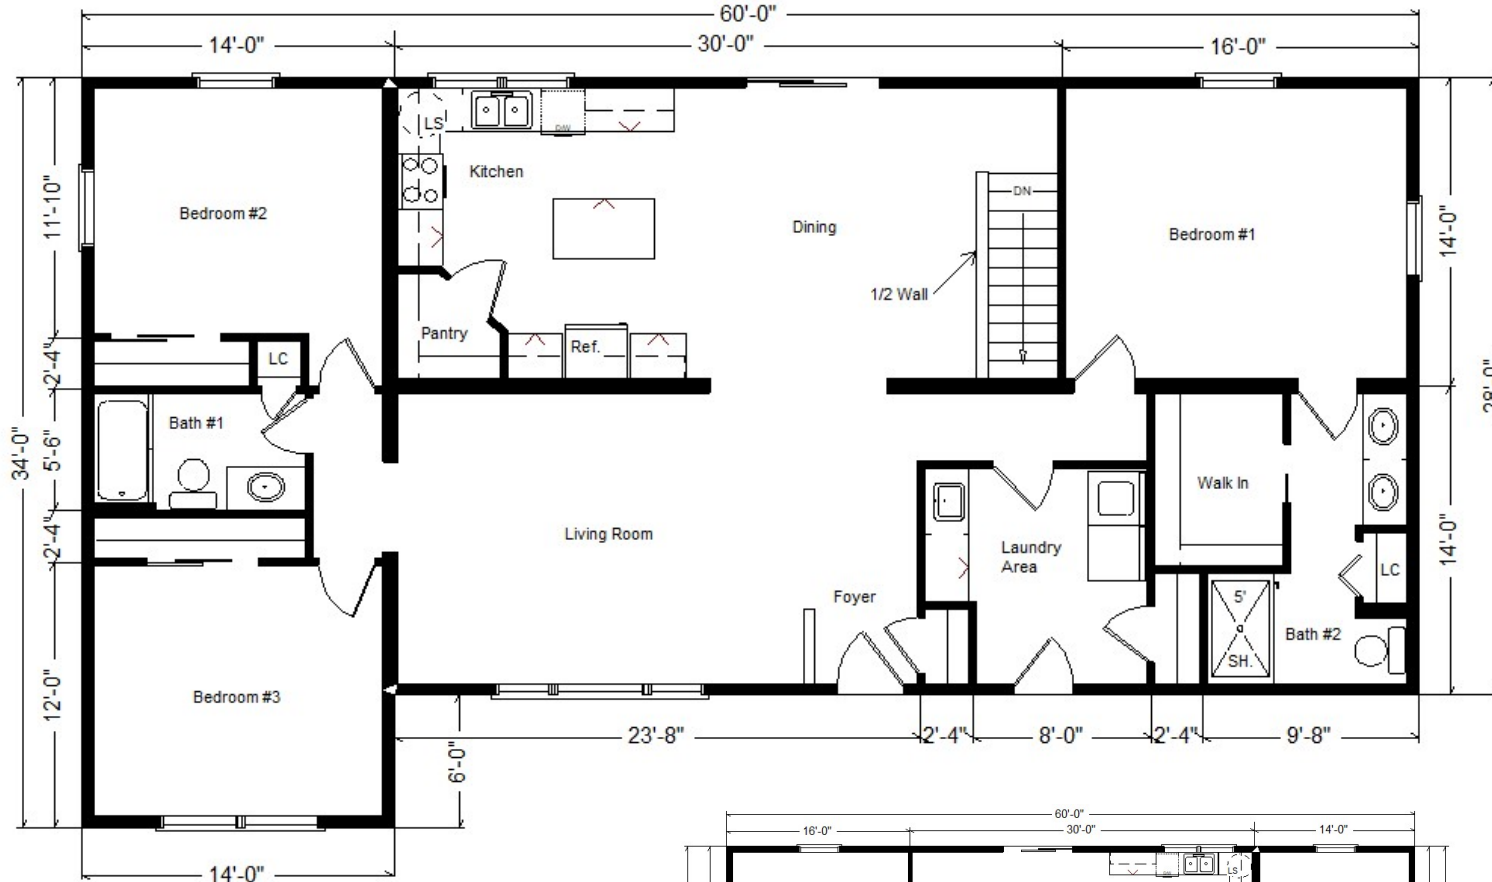 60'-0"
14'-0"
30'-0"
16'-0"
LS
DW
Kitchen
DN
11'-10"
Bedroom #2
Dining
Bedroom #1
14'-0"
1/2 Wall
Pantry
Ref.
LC
2'-4"
28'-0"
Bath #1
34'-0"
5'-6"
Walk In
2'-4"
Living Room
Laundry
Area
14'-0"
LC
Foyer
5'
SH.
Bath #2
12'-0"
Bedroom #3
23'-8"
2'-4"
8'-0"
2'-4"
9'-8"
6'-0"
14'-0"
60'-0"
16'-0"
30'-0"
14'-0"
LS
DW